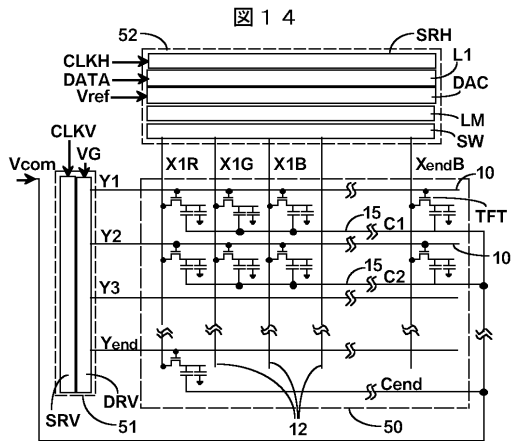 図１４
52
SRH
CLKH
L1
DATA
DAC
Vref
LM
CLKV
SW
Vcom
VG
X1R
X1G
X1B
XendB
Y1
10
15
C1
TFT
Y2
10
15
C2
Y3
Yend
Cend
SRV
DRV
51
12
50